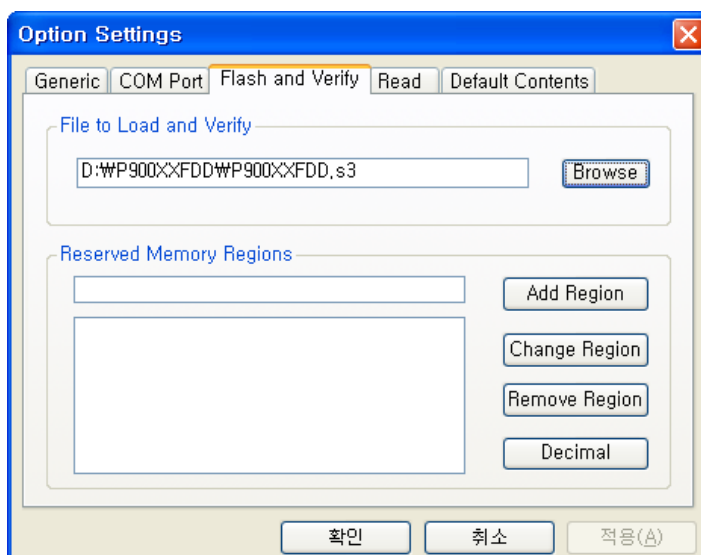 Option Settings
Generic COM Port Flash and Verify Read Default Contents
File to Load and Verify
D:₩P900XXFDD₩P900XXFDD,s3 Browse
Reserved Memory Regions
Add Region
Change Region
Remove Region
Decimal
확인 취소 적용(A)